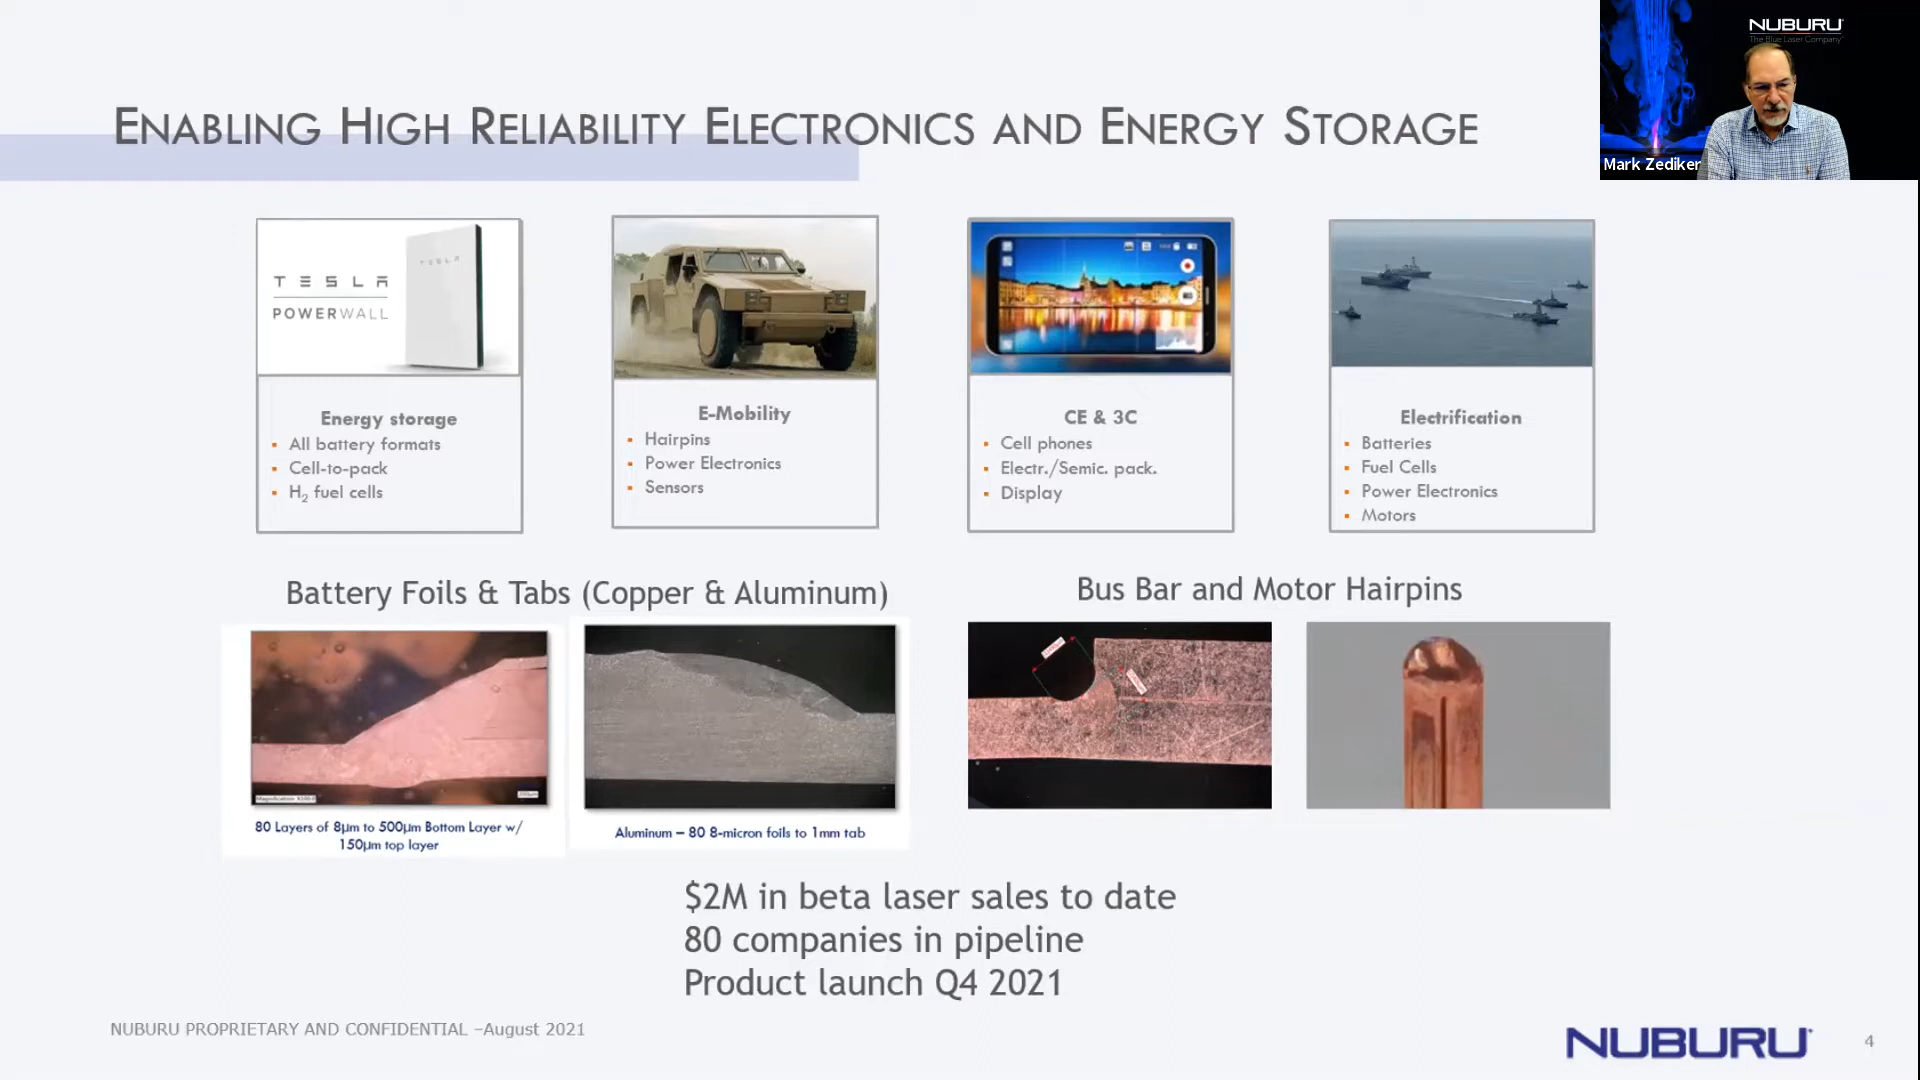 NUBURU
The Blue Laser Company
Mark Zediker
ENABLING HIGH RELIABILITY ELECTRONICS AND ENERGY STORAGE
TESLA
POWERWALL
TESLA
Energy storage
▪ All battery formats
▪ Cell-to-pack
▪ H₂ fuel cells
E-Mobility
▪ Hairpins
▪ Power Electronics
▪ Sensors
CE & 3C
▪ Cell phones
▪ Electr./Semic. pack.
▪ Display
Electrification
▪ Batteries
▪ Fuel Cells
▪ Power Electronics
▪ Motors
Battery Foils & Tabs (Copper & Aluminum)
80 Layers of 8µm to 500µm Bottom Layer w/
150µm top layer
Aluminum – 80 8-micron foils to 1mm tab
Bus Bar and Motor Hairpins
$2M in beta laser sales to date
80 companies in pipeline
Product launch Q4 2021
NUBURU PROPRIETARY AND CONFIDENTIAL –August 2021
NUBURU
4